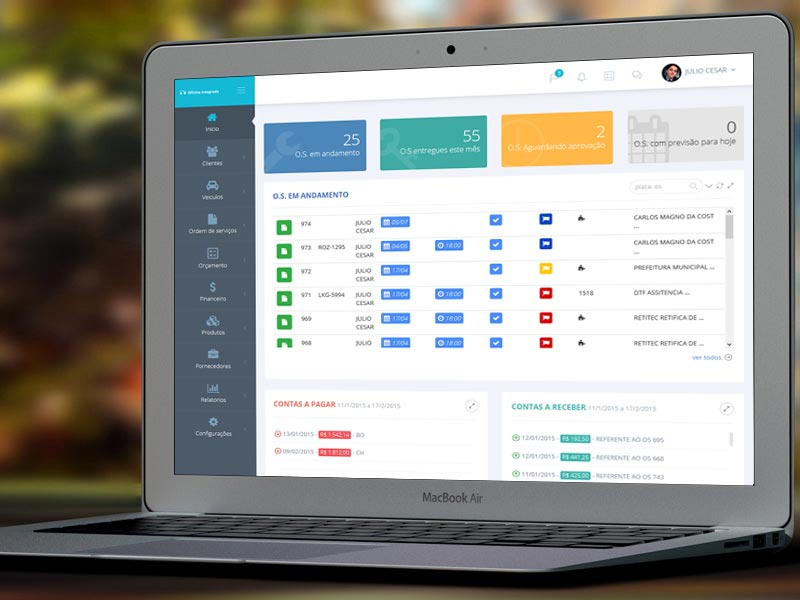 Oficina Integrada
3
JULIO CESAR
Início
Clientes
Veículos
Ordem de serviços
Orçamento
Financeiro
Produtos
Fornecedores
Relatorios
Configurações
25
O.S. em andamento
55
O.S entregues este mês
2
O.S. Aguardando aprovação
0
O.S. com previsão para hoje
O.S. EM ANDAMENTO
placa, os
974 JULIO CESAR 05/07 CARLOS MAGNO DA COST ...
973 ROZ-1295 JULIO CESAR 04/05 18:00 CARLOS MAGNO DA COST ...
972 JULIO CESAR 17/04 PREFEITURA MUNICIPAL ...
971 LKG-5994 JULIO CESAR 17/04 18:00 1518 DTF ASSITENCIA ...
969 JULIO CESAR 17/04 18:00 RETITEC RETIFICA DE ...
968 JULIO 17/04 18:00 RETITEC RETIFICA DE ...
ver todos
CONTAS A PAGAR 11/1/2015 a 17/2/2015
13/01/2015 - R$ 1.542,14 - BO
09/02/2015 - R$ 1.812,00 - CH
CONTAS A RECEBER 11/1/2015 a 17/2/2015
12/01/2015 - R$ 192,50 - REFERENTE AO OS 695
12/01/2015 - R$ 441,25 - REFERENTE AO OS 668
11/01/2015 - R$ 425,00 - REFERENTE AO OS 743
MacBook Air